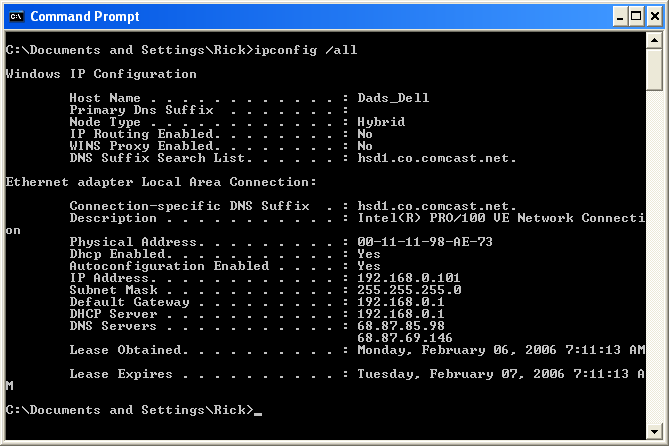 Command Prompt
C:\Documents and Settings\Rick>ipconfig /all
Windows IP Configuration
Host Name . . . . . . . . . . . . : Dads_Dell
Primary Dns Suffix  . . . . . . . :
Node Type . . . . . . . . . . . . : Hybrid
IP Routing Enabled. . . . . . . . : No
WINS Proxy Enabled. . . . . . . . : No
DNS Suffix Search List. . . . . . : hsd1.co.comcast.net.
Ethernet adapter Local Area Connection:
Connection-specific DNS Suffix  . : hsd1.co.comcast.net.
Description . . . . . . . . . . . : Intel(R) PRO/100 VE Network Connecti
on
Physical Address. . . . . . . . . : 00-11-11-98-AE-73
Dhcp Enabled. . . . . . . . . . . : Yes
Autoconfiguration Enabled . . . . : Yes
IP Address. . . . . . . . . . . . : 192.168.0.101
Subnet Mask . . . . . . . . . . . : 255.255.255.0
Default Gateway . . . . . . . . . : 192.168.0.1
DHCP Server . . . . . . . . . . . : 192.168.0.1
DNS Servers . . . . . . . . . . . : 68.87.85.98
68.87.69.146
Lease Obtained. . . . . . . . . . : Monday, February 06, 2006 7:11:13 AM
Lease Expires . . . . . . . . . . : Tuesday, February 07, 2006 7:11:13 A
M
C:\Documents and Settings\Rick>_